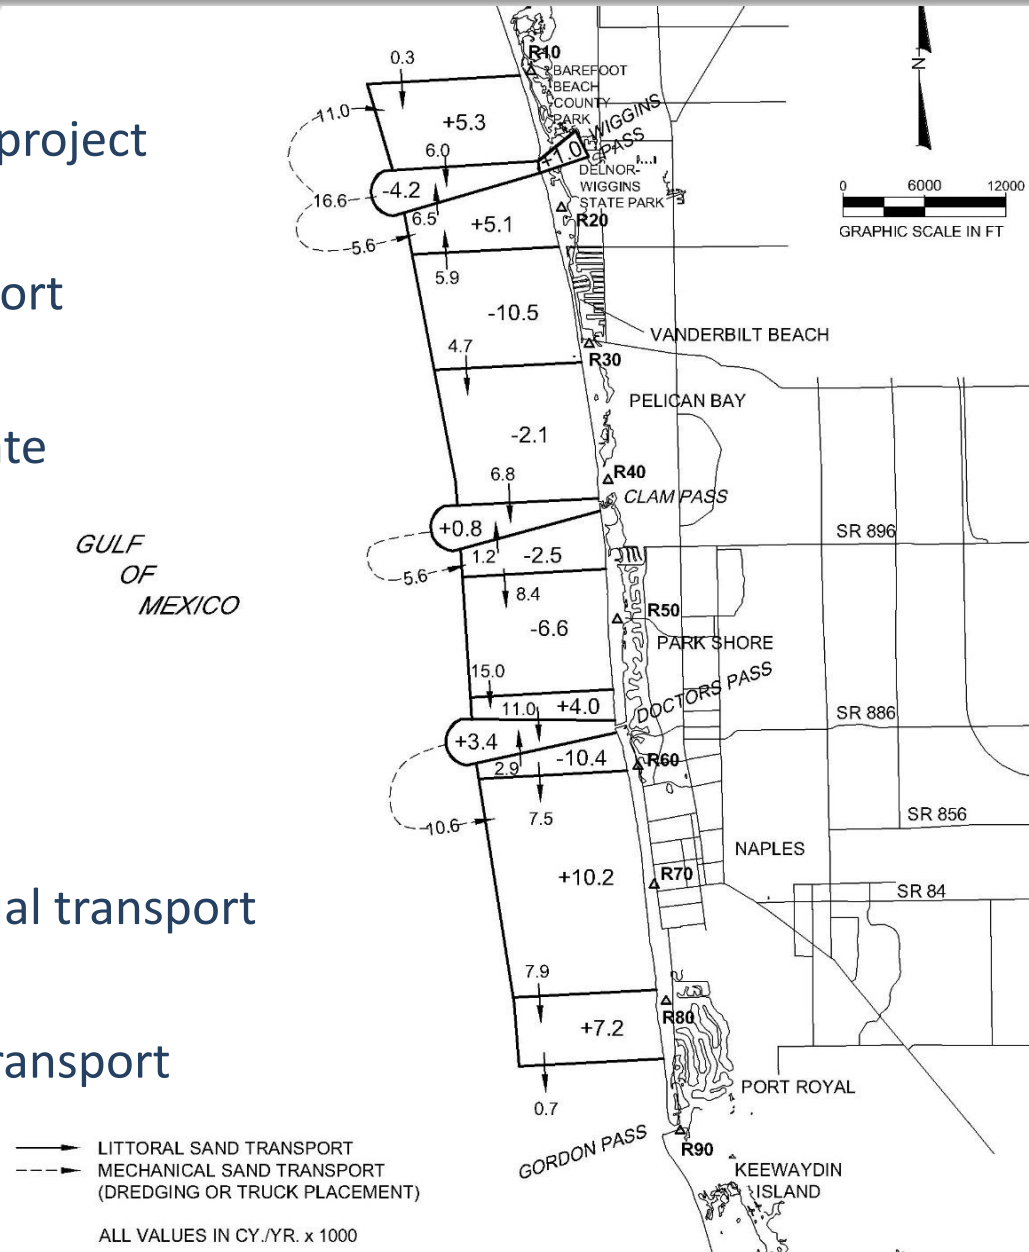 project
ort
te
al transport
ransport
0.3
R10
BAREFOOT
BEACH
COUNTY
PARK
11.0
+5.3
WIGGINS
PASS
N
6.0
+1.0
DELNOR-
WIGGINS
STATE PARK
-4.2
16.6
6.5
+5.1
R20
5.6
5.9
0 6000 12000
GRAPHIC SCALE IN FT
-10.5
VANDERBILT BEACH
4.7
R30
PELICAN BAY
-2.1
6.8
R40
CLAM PASS
+0.8
SR 896
GULF
OF
MEXICO
1.2
-2.5
5.6
8.4
R50
-6.6
PARK SHORE
15.0
DOCTORS PASS
11.0
+4.0
SR 886
+3.4
2.9
-10.4
R60
7.5
10.6
SR 856
NAPLES
+10.2
R70
SR 84
7.9
R80
+7.2
PORT ROYAL
0.7
GORDON PASS
R90
KEEWAYDIN
ISLAND
LITTORAL SAND TRANSPORT
MECHANICAL SAND TRANSPORT
(DREDGING OR TRUCK PLACEMENT)
ALL VALUES IN CY./YR. x 1000